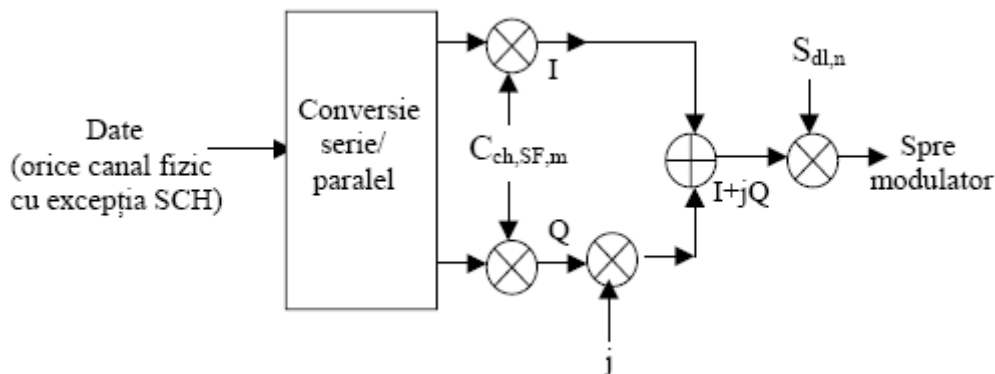 Date
(orice canal fizic
cu excepția SCH)
Conversie
serie/
paralel
I
C_ch,SF,m
Q
j
I+jQ
S_dl,n
Spre
modulator